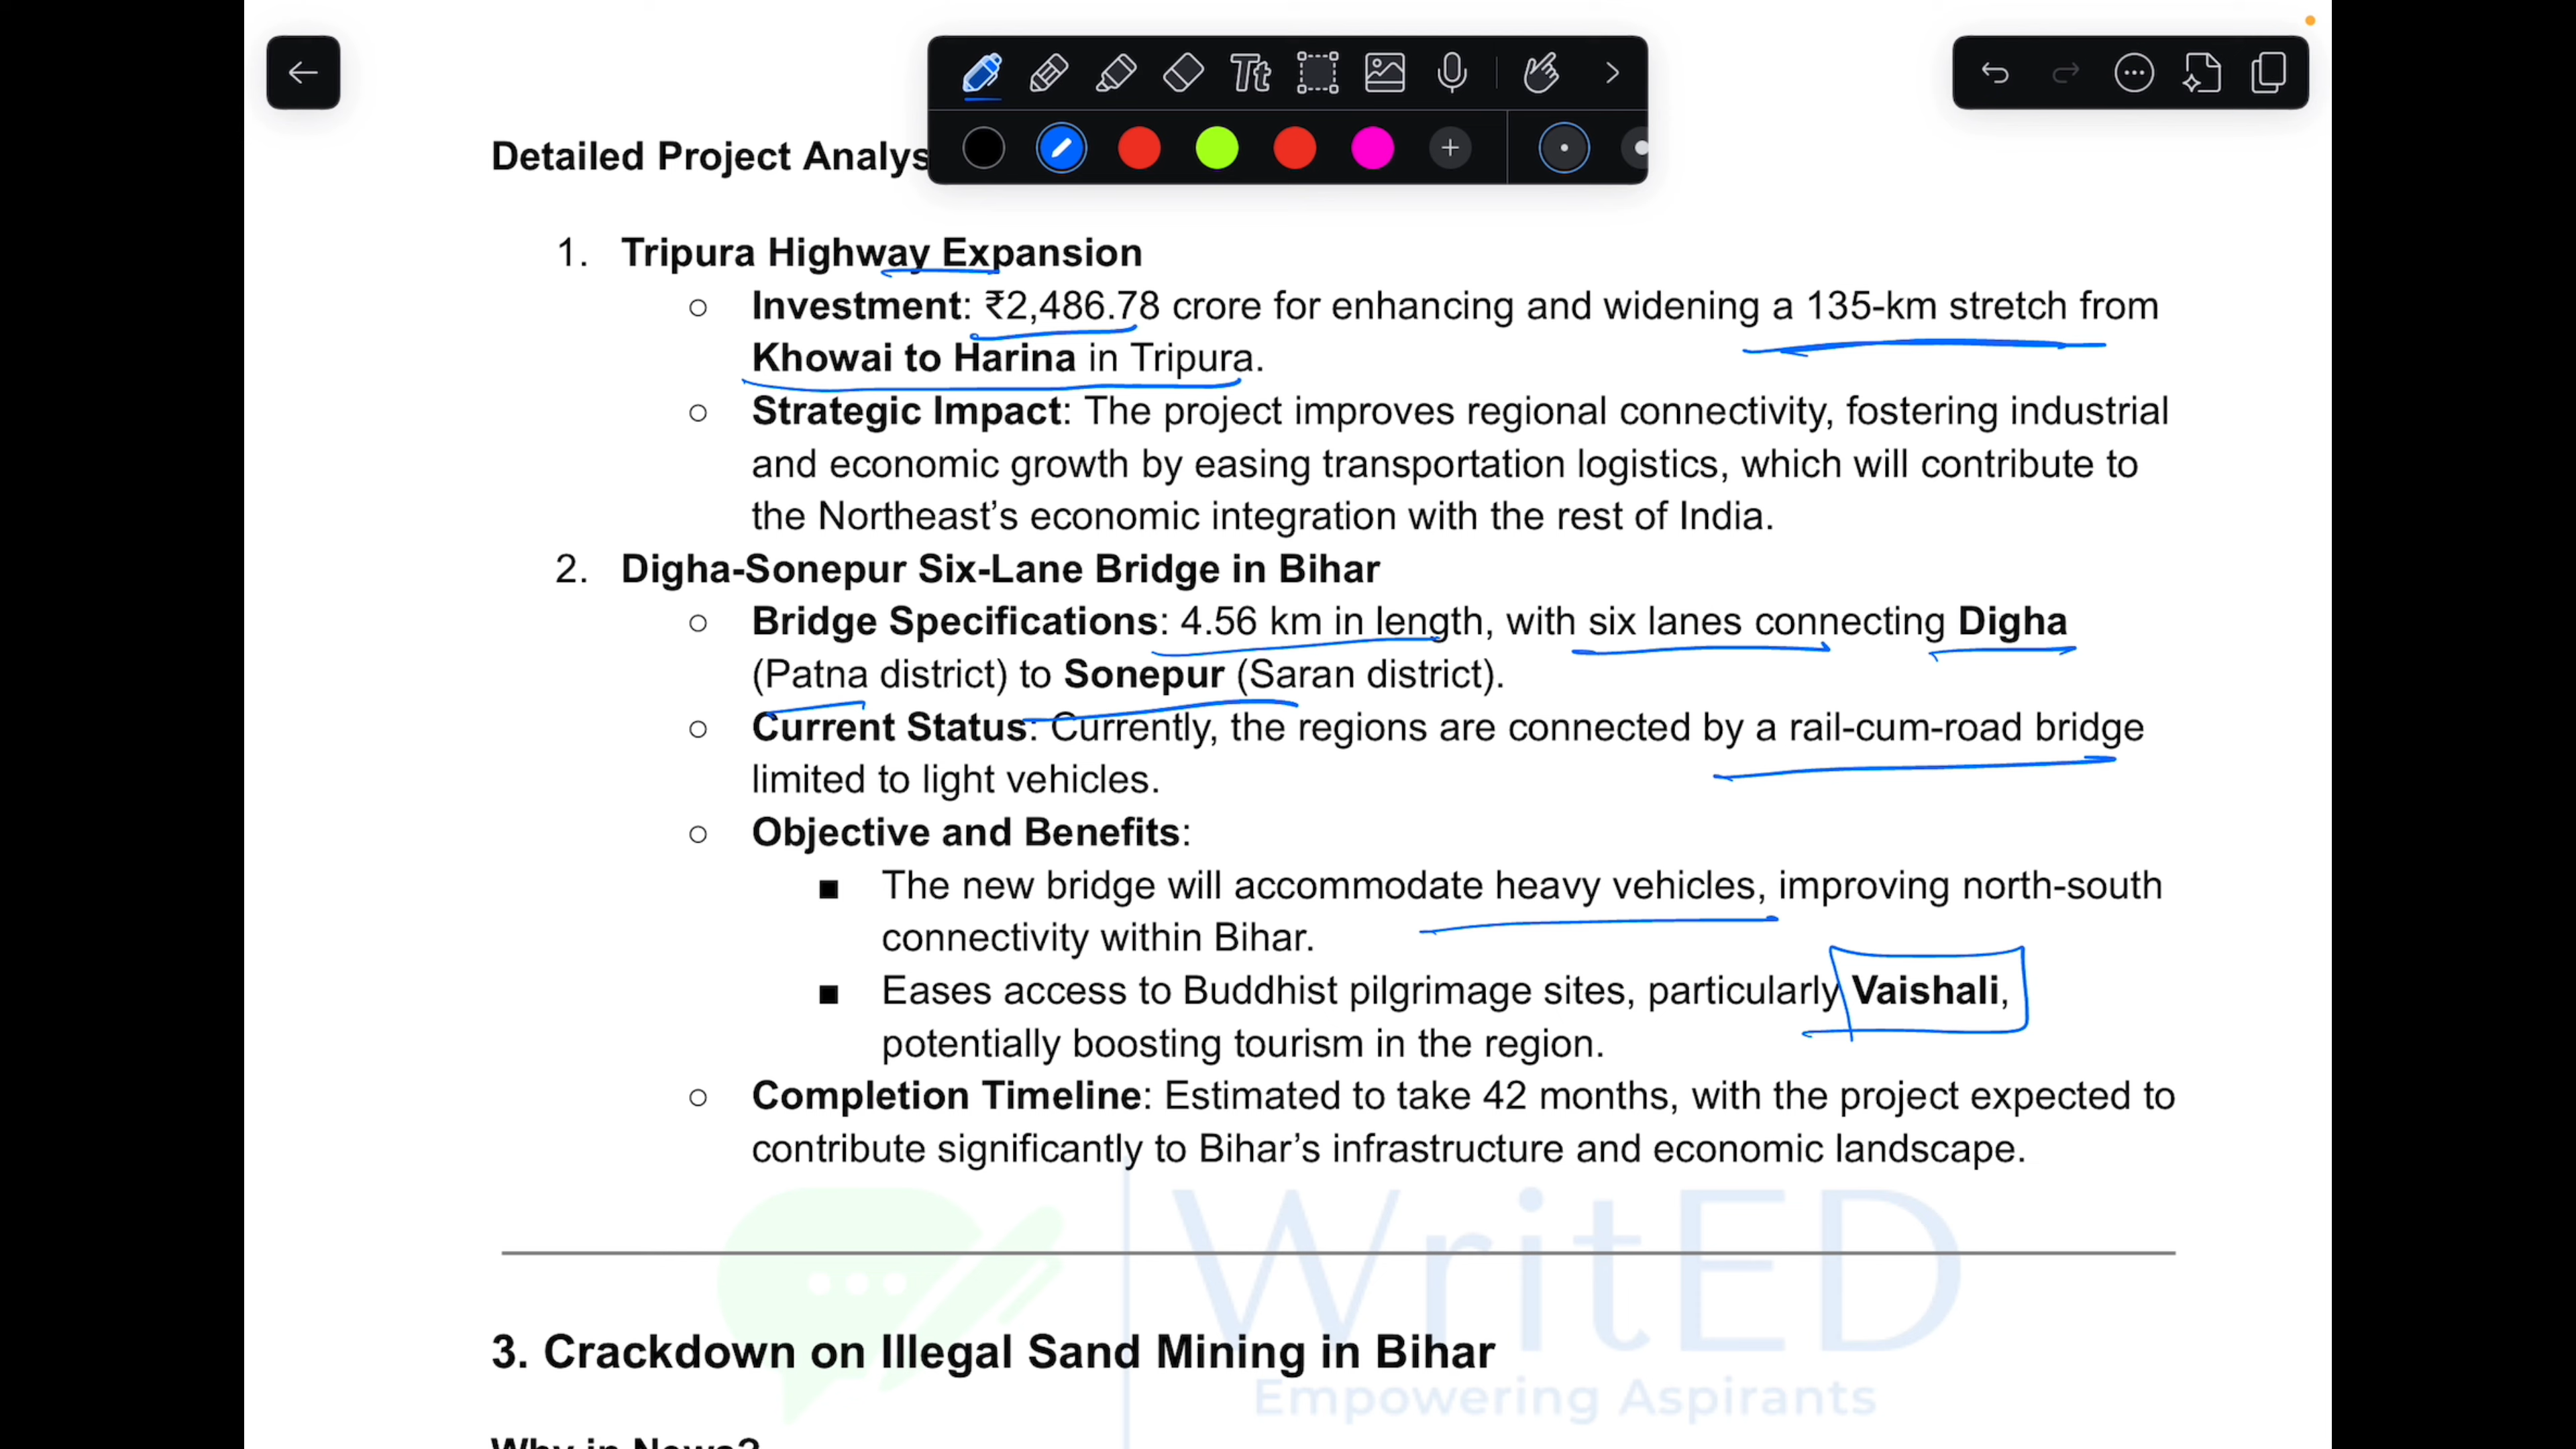 Detailed Project Analys
1. Tripura Highway Expansion
○ Investment: ₹2,486.78 crore for enhancing and widening a 135-km stretch from
Khowai to Harina in Tripura.
○ Strategic Impact: The project improves regional connectivity, fostering industrial
and economic growth by easing transportation logistics, which will contribute to
the Northeast’s economic integration with the rest of India.
2. Digha-Sonepur Six-Lane Bridge in Bihar
○ Bridge Specifications: 4.56 km in length, with six lanes connecting Digha
(Patna district) to Sonepur (Saran district).
○ Current Status: Currently, the regions are connected by a rail-cum-road bridge
limited to light vehicles.
○ Objective and Benefits:
■ The new bridge will accommodate heavy vehicles, improving north-south
connectivity within Bihar.
■ Eases access to Buddhist pilgrimage sites, particularly Vaishali,
potentially boosting tourism in the region.
○ Completion Timeline: Estimated to take 42 months, with the project expected to
contribute significantly to Bihar’s infrastructure and economic landscape.
WritED
3. Crackdown on Illegal Sand Mining in Bihar
Empowering Aspirants
Why in News?